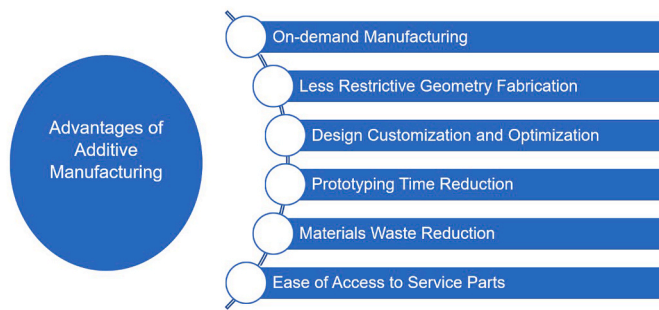 Advantages of
Additive
Manufacturing
On-demand Manufacturing
Less Restrictive Geometry Fabrication
Design Customization and Optimization
Prototyping Time Reduction
Materials Waste Reduction
Ease of Access to Service Parts